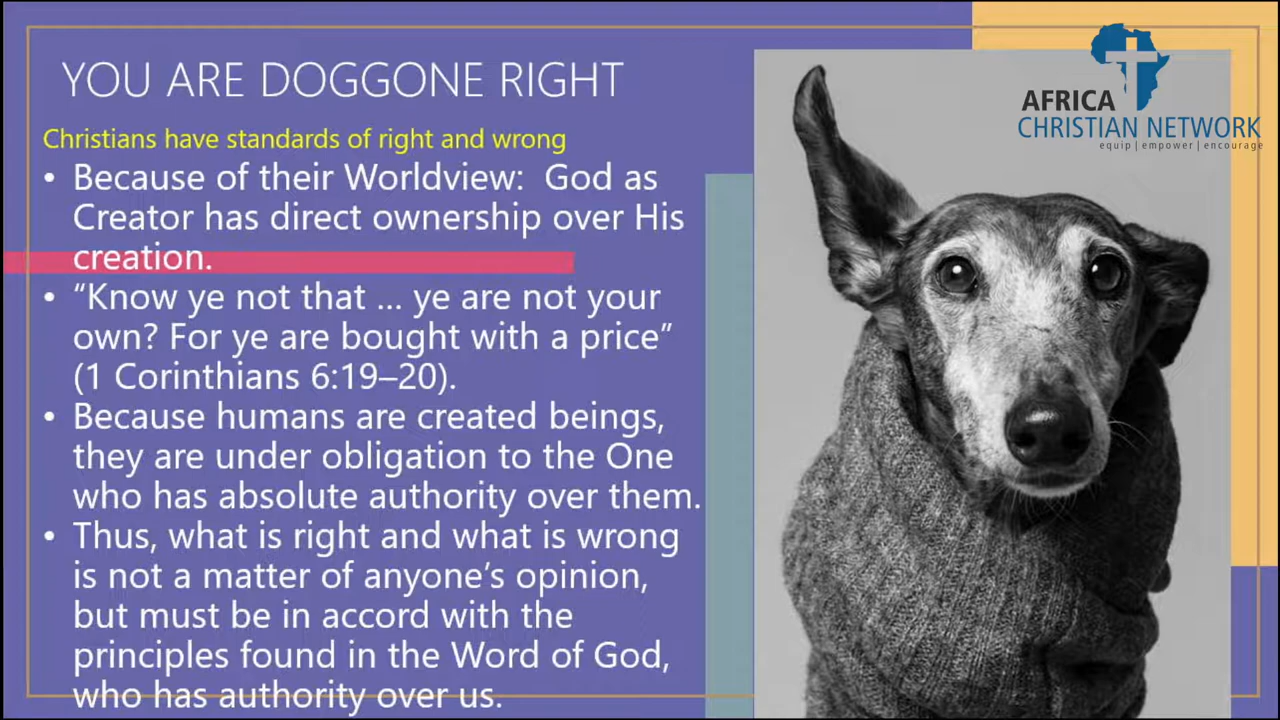 YOU ARE DOGGONE RIGHT
Christians have standards of right and wrong
• Because of their Worldview:  God as
Creator has direct ownership over His
creation.
• “Know ye not that ... ye are not your
own? For ye are bought with a price”
(1 Corinthians 6:19–20).
• Because humans are created beings,
they are under obligation to the One
who has absolute authority over them.
• Thus, what is right and what is wrong
is not a matter of anyone’s opinion,
but must be in accord with the
principles found in the Word of God,
who has authority over us.
AFRICA
CHRISTIAN NETWORK
equip | empower | encourage